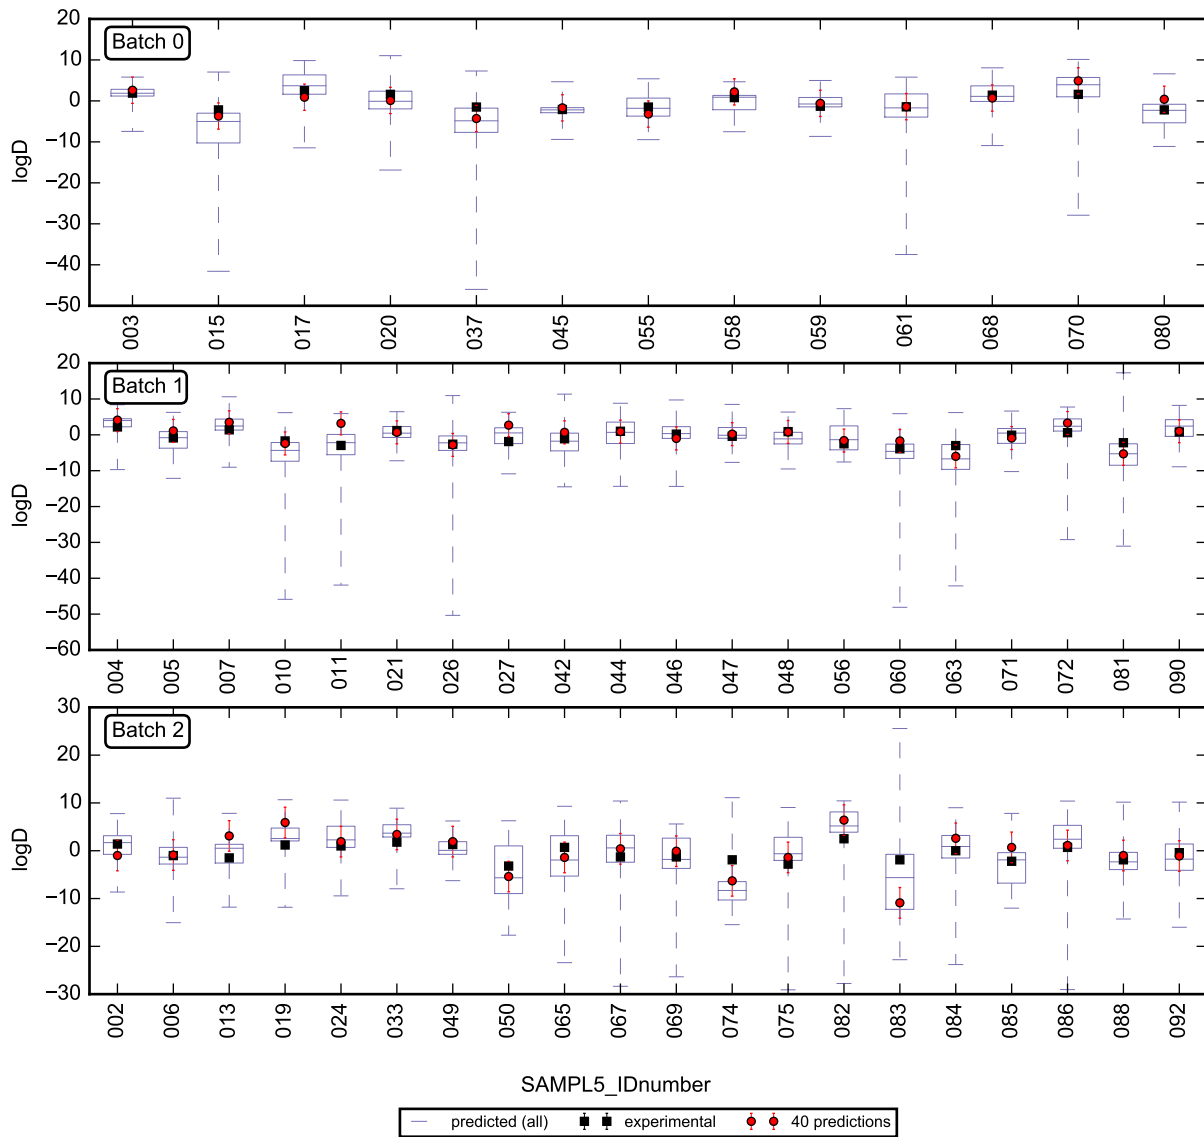 20
Batch 0
10
0
−10
−20
−30
−40
−50
logD
003 015 017 020 037 045 055 058 059 061 068 070 080
20
Batch 1
10
0
−10
−20
−30
−40
−50
−60
logD
004 005 007 010 011 021 026 027 042 044 046 047 048 056 060 063 071 072 081 090
30
Batch 2
20
10
0
−10
−20
−30
logD
002 006 013 019 024 033 049 050 065 067 069 074 075 082 083 084 085 086 088 092
SAMPL5_IDnumber
predicted (all) experimental 40 predictions